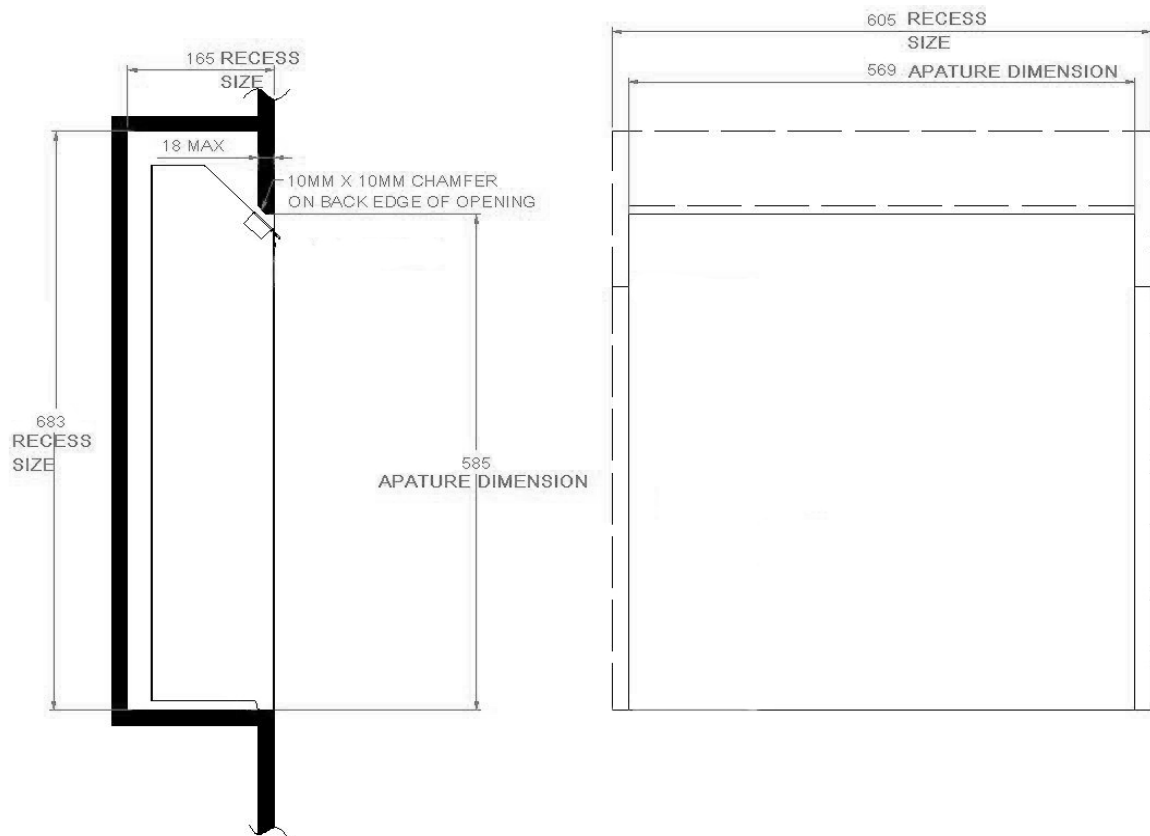 165 RECESS
SIZE
18 MAX
10MM X 10MM CHAMFER
ON BACK EDGE OF OPENING
683
RECESS
SIZE
585
APATURE DIMENSION
605 RECESS
SIZE
569 APATURE DIMENSION